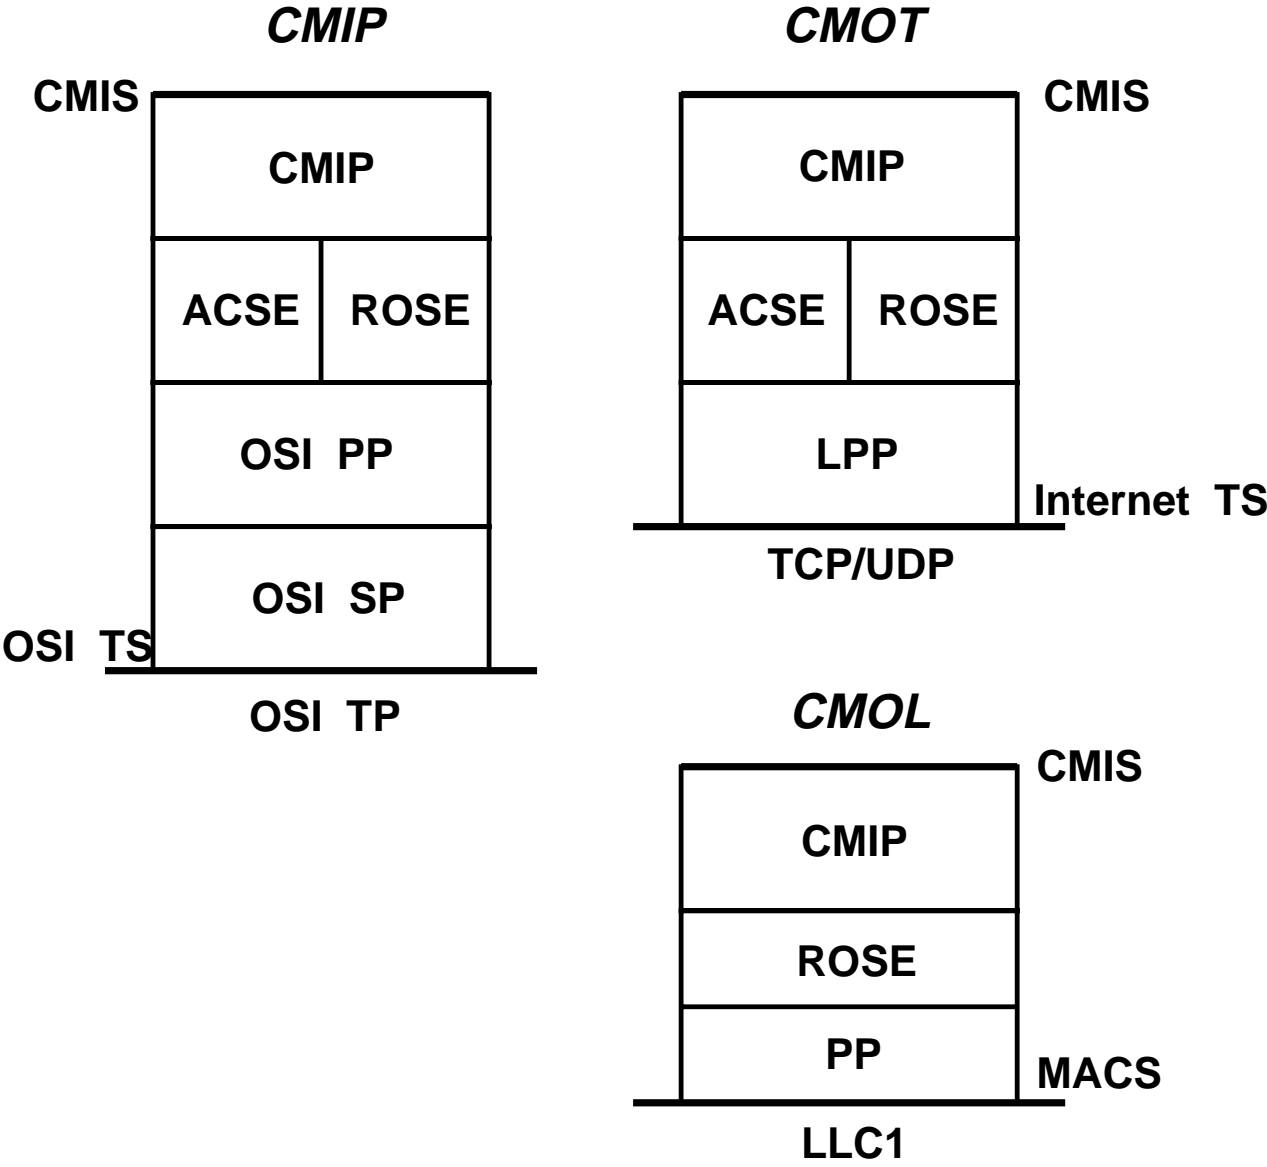 CMIP
CMIS
CMIP
ACSE ROSE
OSI PP
OSI SP
OSI TS
OSI TP
CMOT
CMIS
CMIP
ACSE ROSE
LPP
Internet TS
TCP/UDP
CMOL
CMIS
CMIP
ROSE
PP
MACS
LLC1